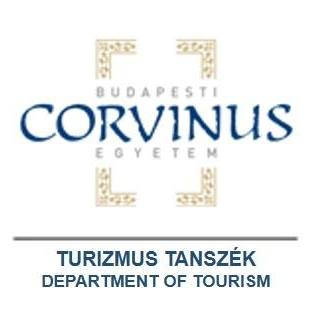 BUDAPESTI
CORVINUS
EGYETEM
TURIZMUS TANSZÉK
DEPARTMENT OF TOURISM